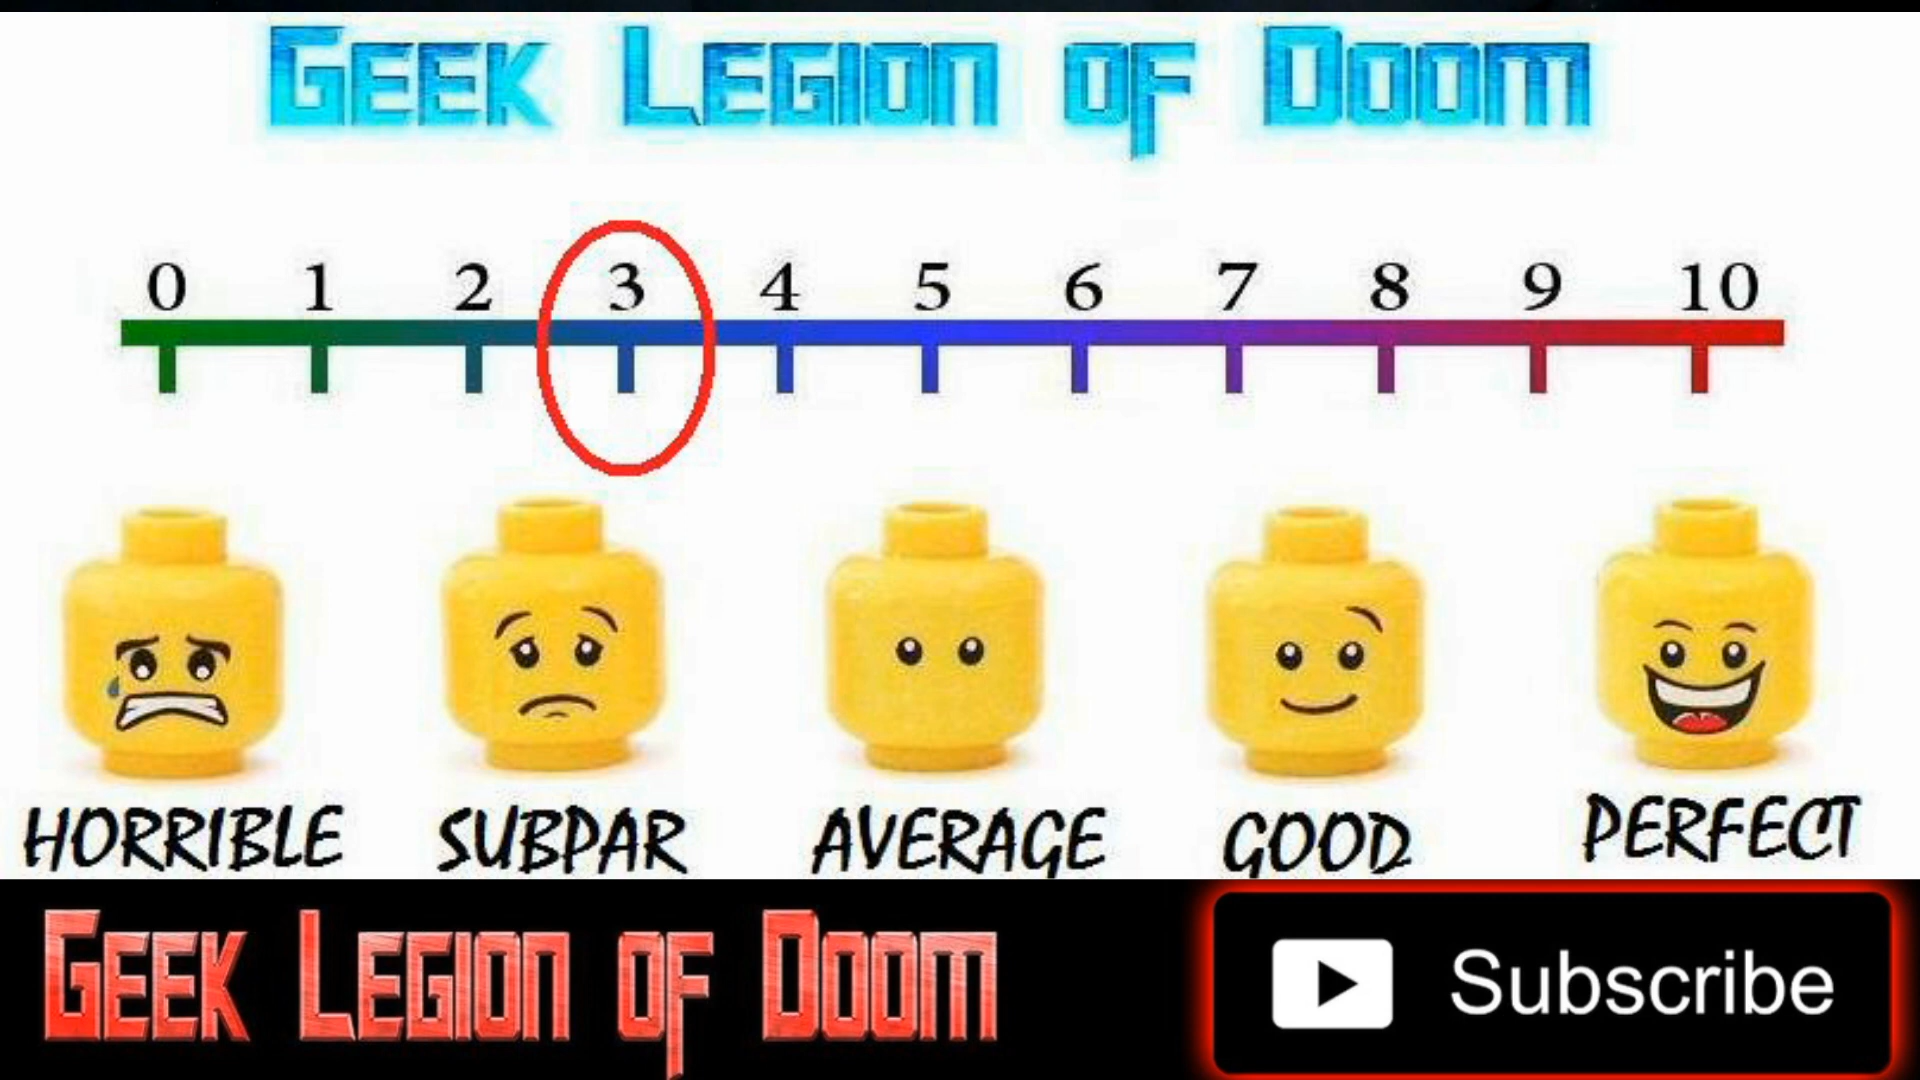 Geek Legion of Doom
0 1 2 3 4 5 6 7 8 9 10
HORRIBLE SUBPAR AVERAGE GOOD PERFECT
Geek Legion of Doom
Subscribe